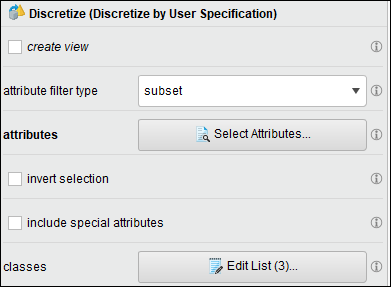 Discretize (Discretize by User Specification)
create view
attribute filter type subset
attributes Select Attributes...
invert selection
include special attributes
classes Edit List (3)...